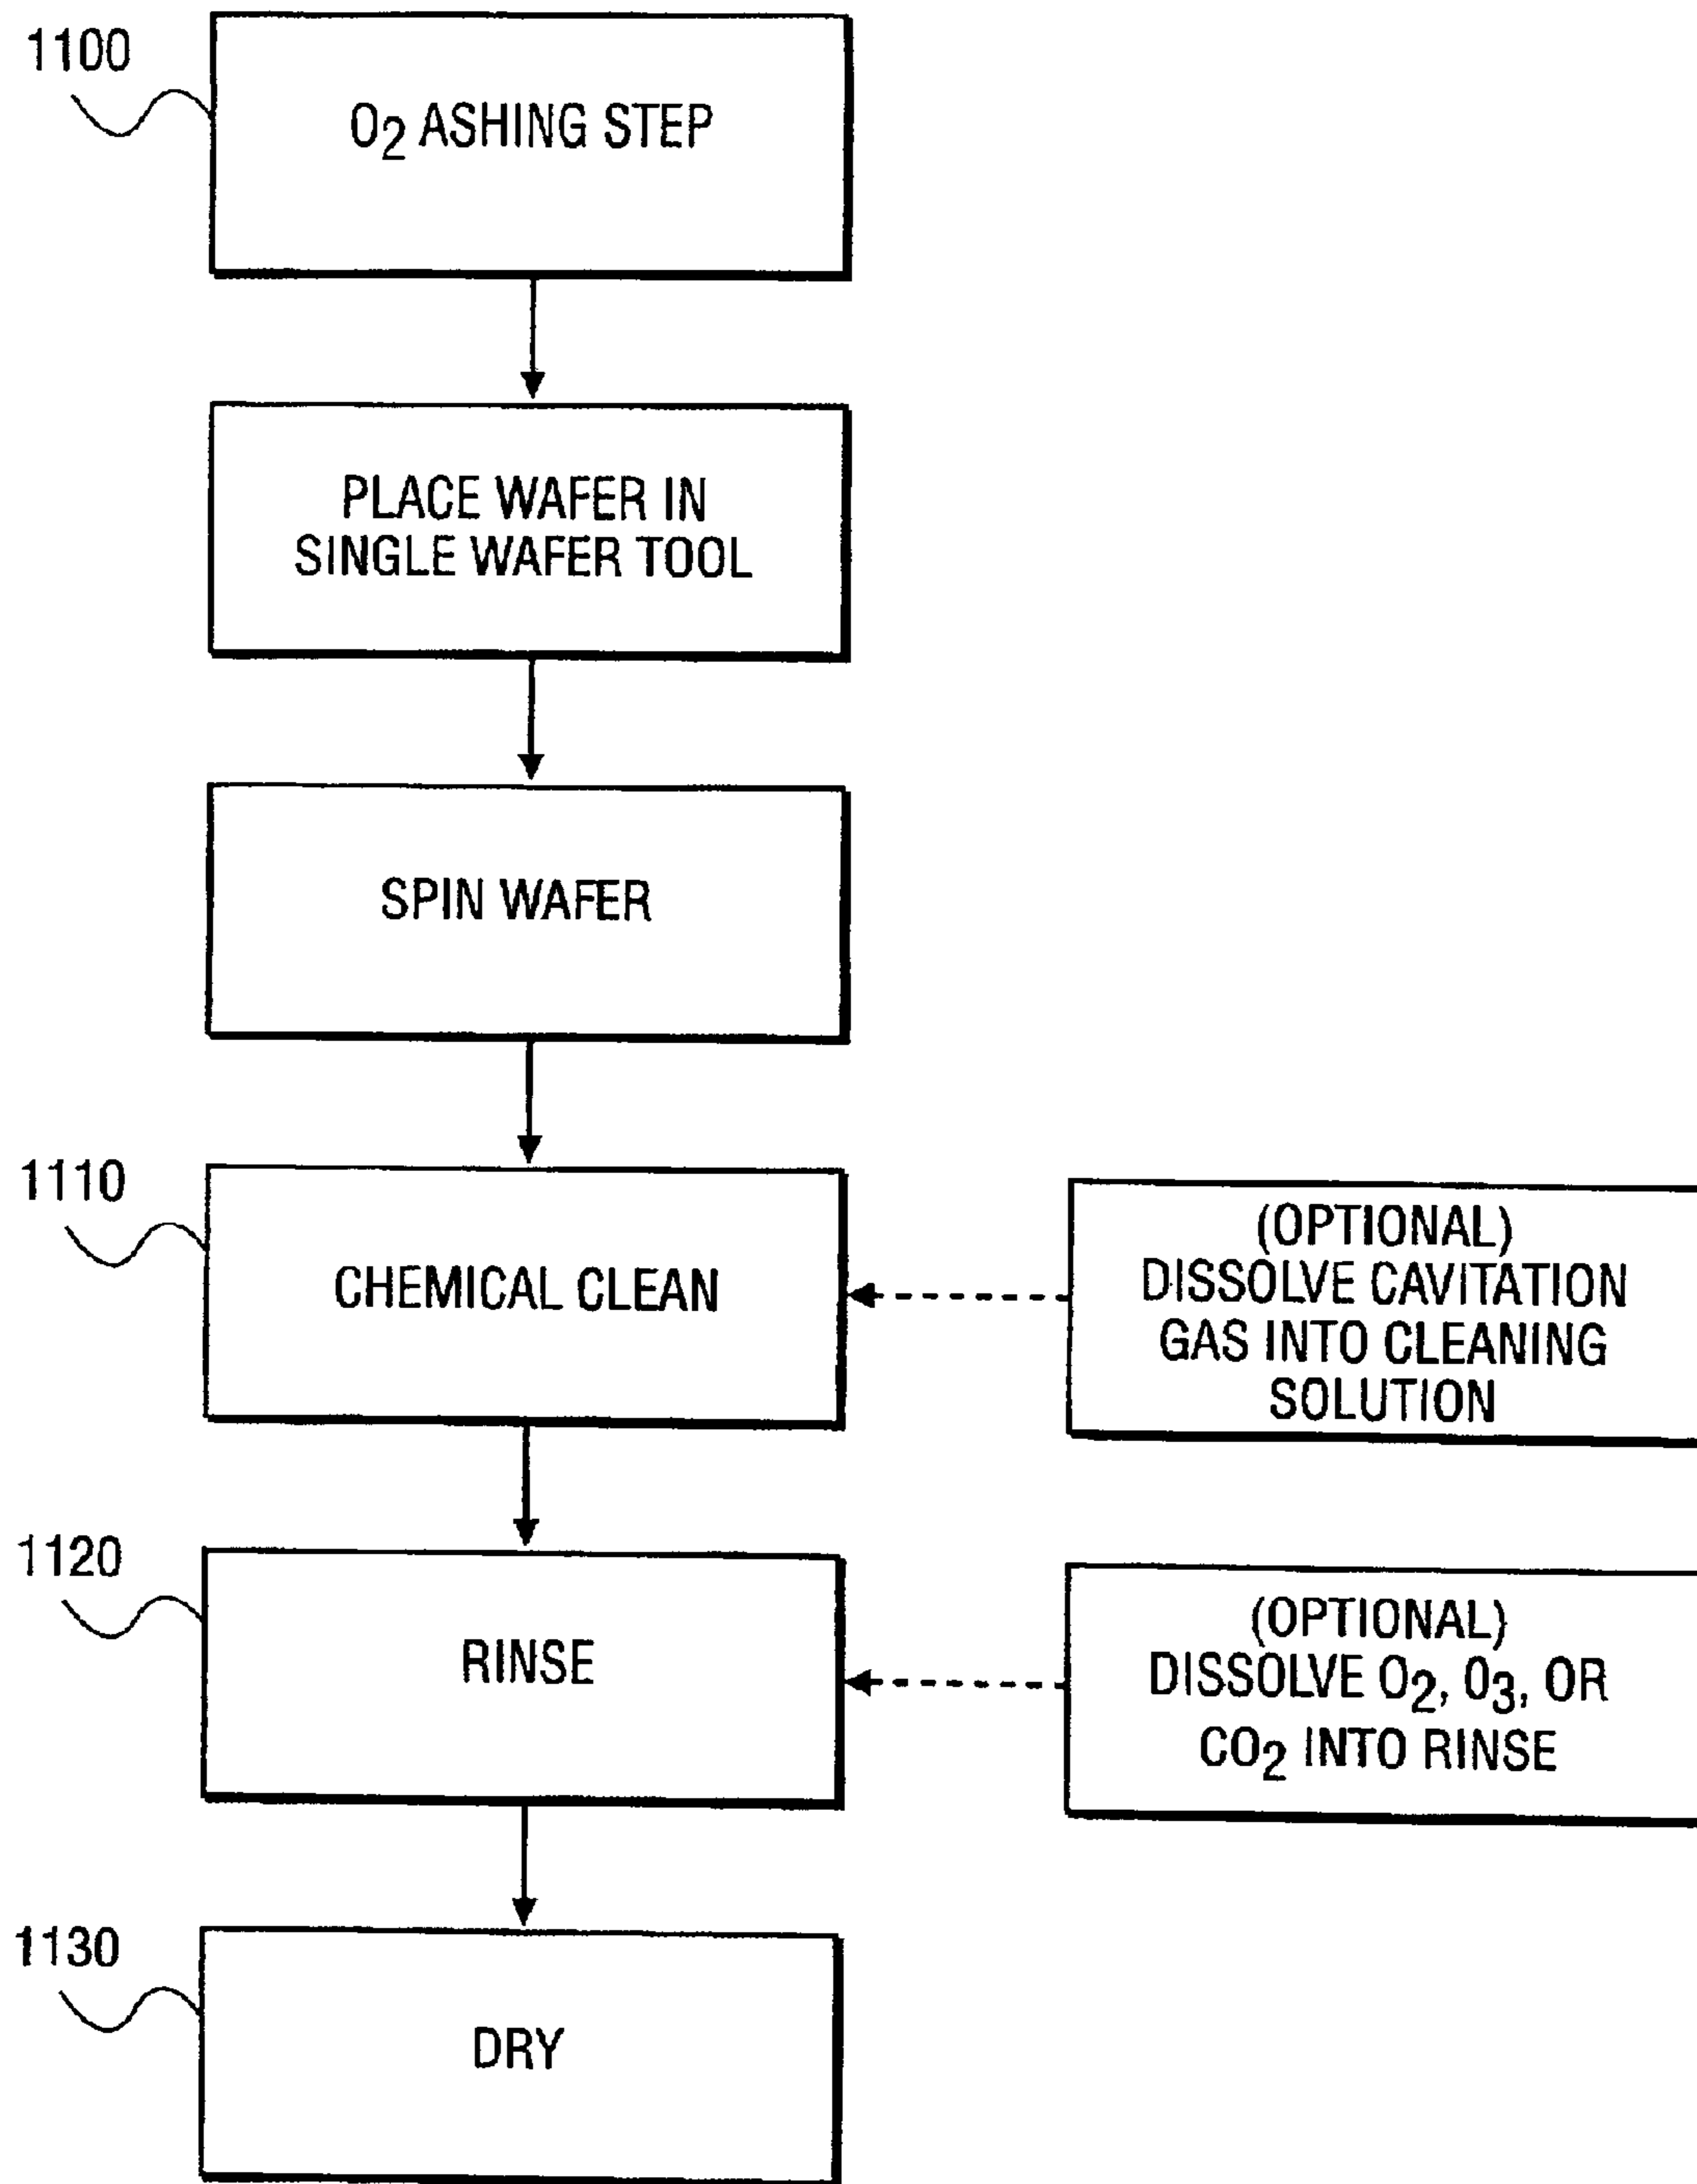 1100
O2 ASHING STEP
PLACE WAFER IN
SINGLE WAFER TOOL
SPIN WAFER
1110
CHEMICAL CLEAN
(OPTIONAL)
DISSOLVE CAVITATION
GAS INTO CLEANING
SOLUTION
1120
RINSE
(OPTIONAL)
DISSOLVE O2, O3, OR
CO2 INTO RINSE
1130
DRY